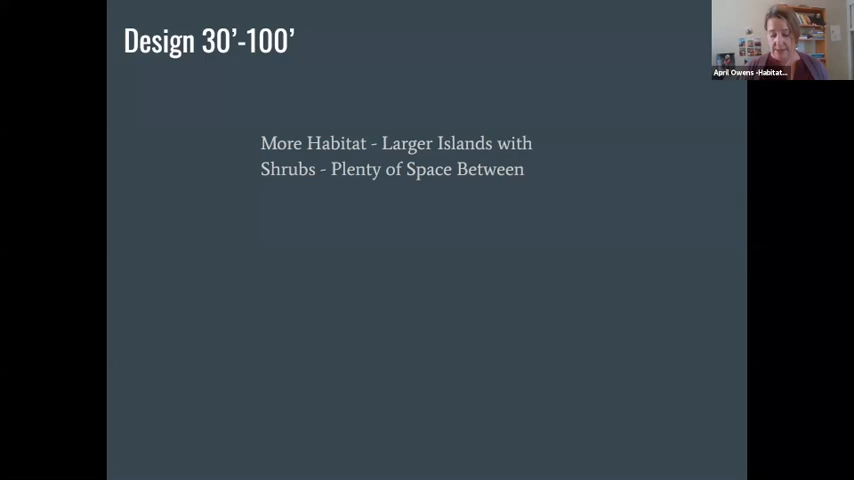 Design 30’-100’
April Owens -Habitat...
More Habitat - Larger Islands with
Shrubs - Plenty of Space Between